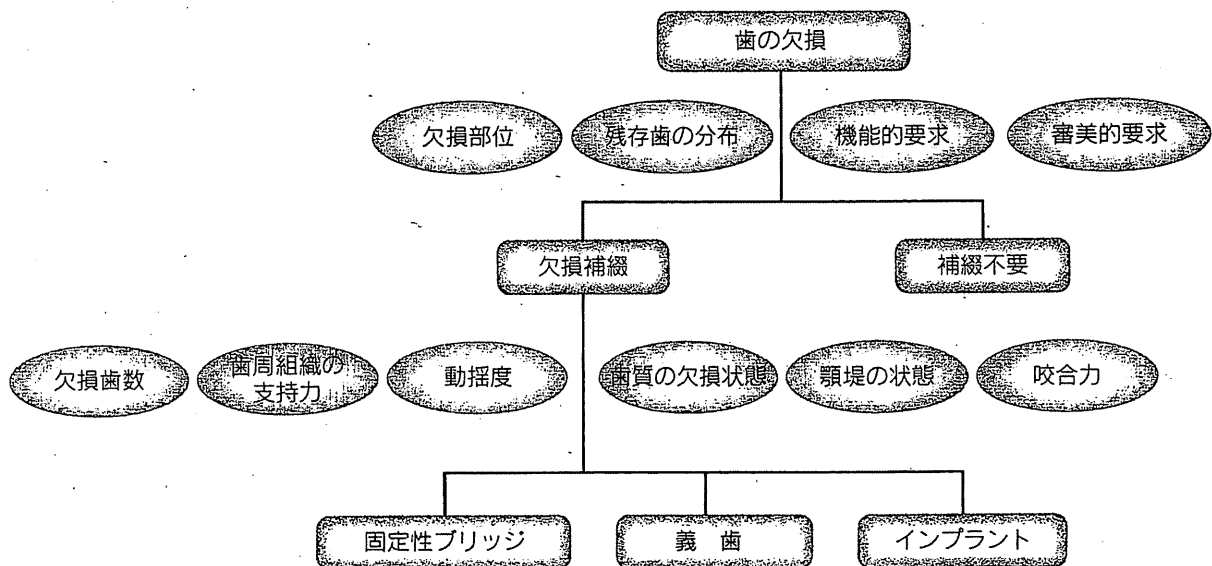 歯の欠損
欠損部位
残存歯の分布
機能的要求
審美的要求
欠損補綴
補綴不要
欠損歯数
歯周組織の
支持力
動揺度
歯質の欠損状態
顎堤の状態
咬合力
固定性ブリッジ
義 歯
インプラント